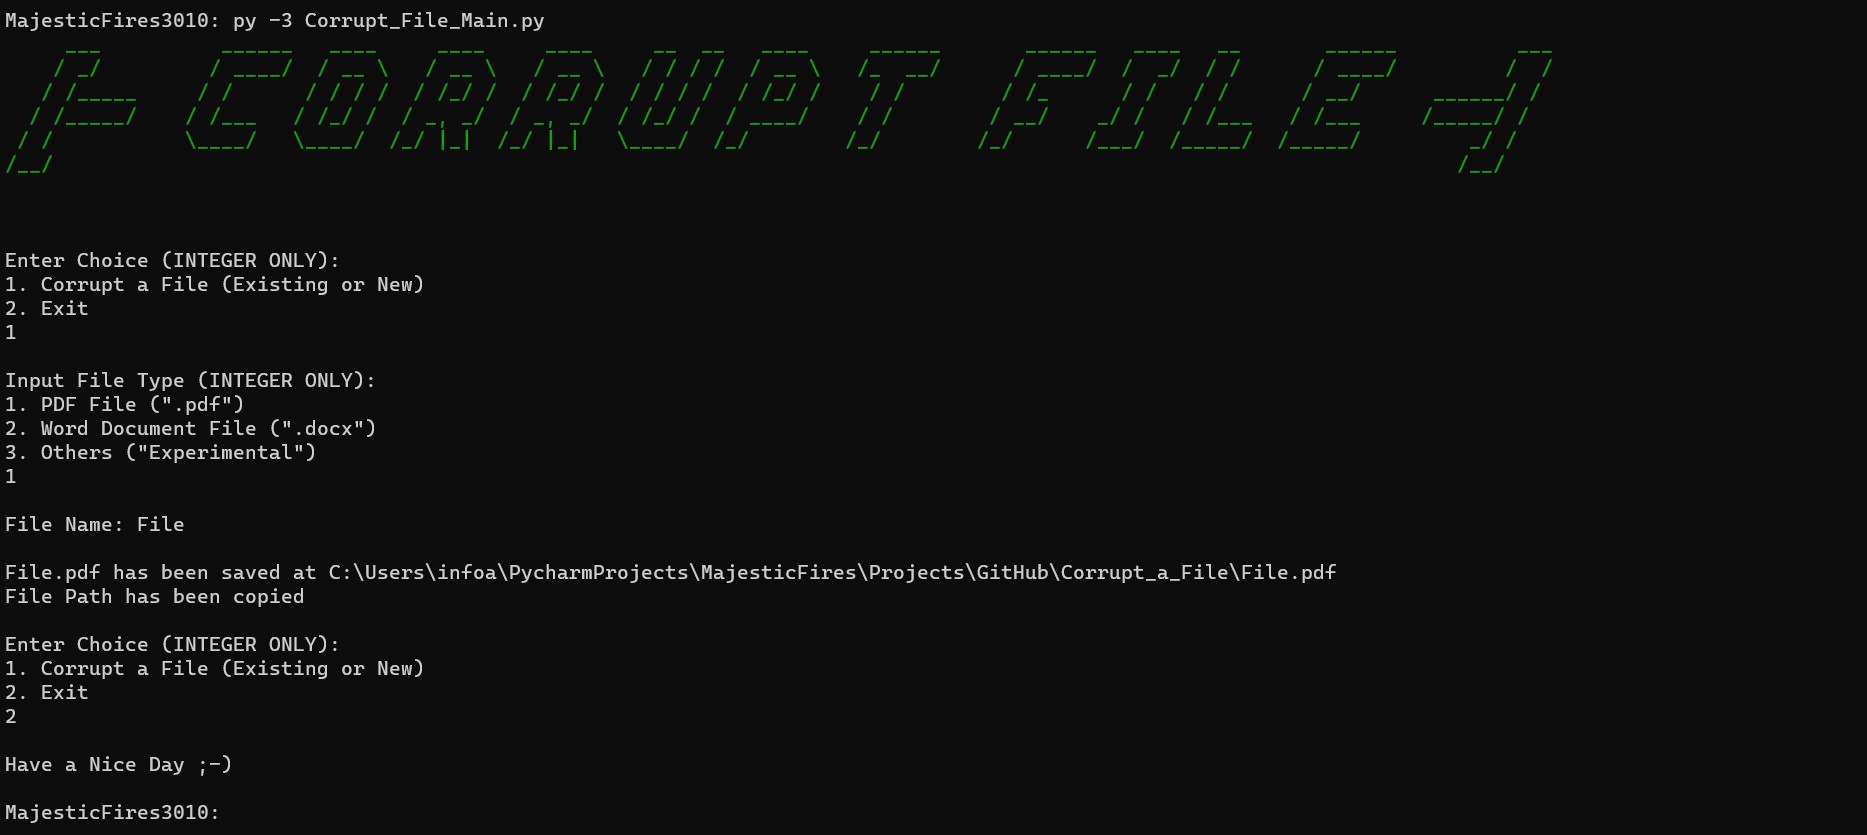 MajesticFires3010: py -3 Corrupt_File_Main.py
CORRUPT FILE
Enter Choice (INTEGER ONLY):
1. Corrupt a File (Existing or New)
2. Exit
1
Input File Type (INTEGER ONLY):
1. PDF File (".pdf")
2. Word Document File (".docx")
3. Others ("Experimental")
1
File Name: File
File.pdf has been saved at C:\Users\infoa\PycharmProjects\MajesticFires\Projects\GitHub\Corrupt_a_File\File.pdf
File Path has been copied
Enter Choice (INTEGER ONLY):
1. Corrupt a File (Existing or New)
2. Exit
2
Have a Nice Day ;-)
MajesticFires3010: